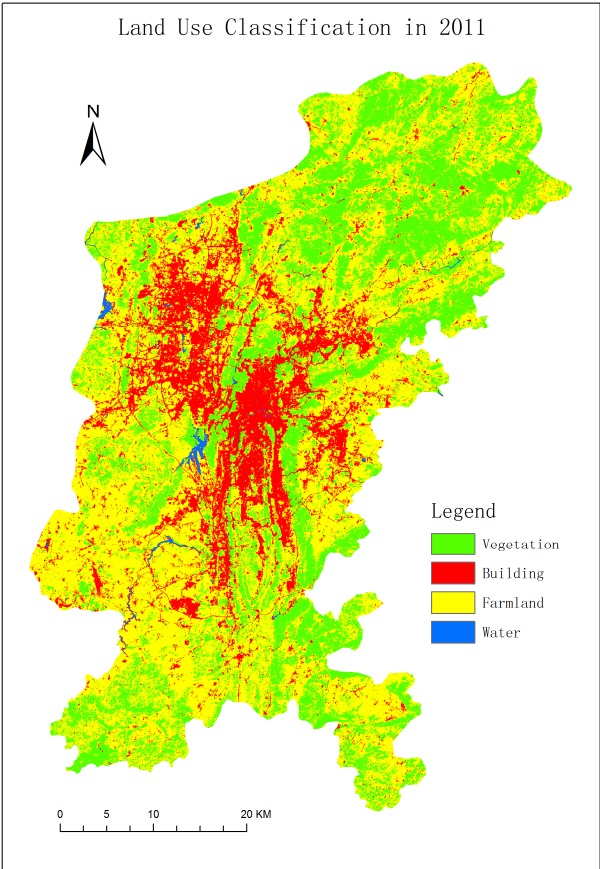 Land Use Classification in 2011
N
Legend
Vegetation
Building
Farmland
Water
0 5 10 20 KM